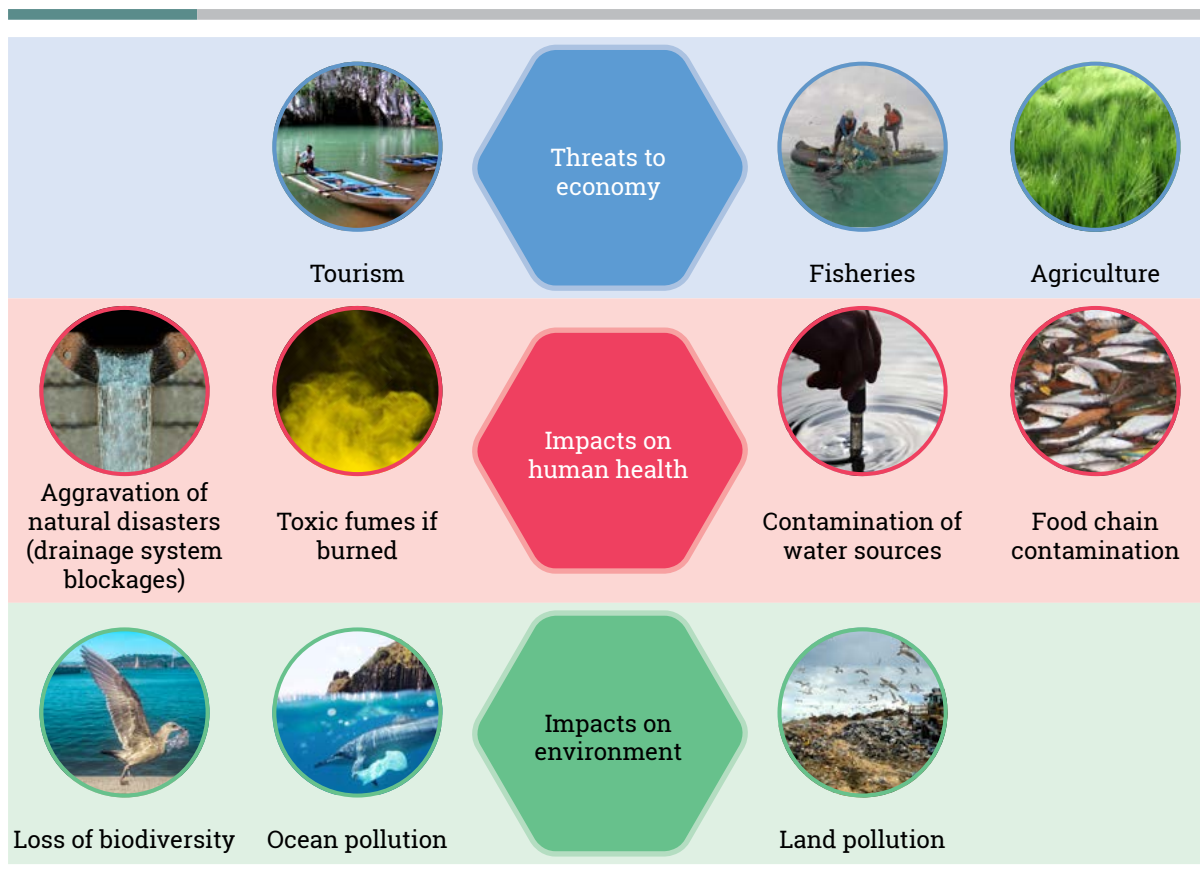 Threats to
economy
Tourism
Fisheries
Agriculture
Impacts on
human health
Aggravation of
natural disasters
(drainage system
blockages)
Toxic fumes if
burned
Contamination of
water sources
Food chain
contamination
Impacts on
environment
Loss of biodiversity
Ocean pollution
Land pollution